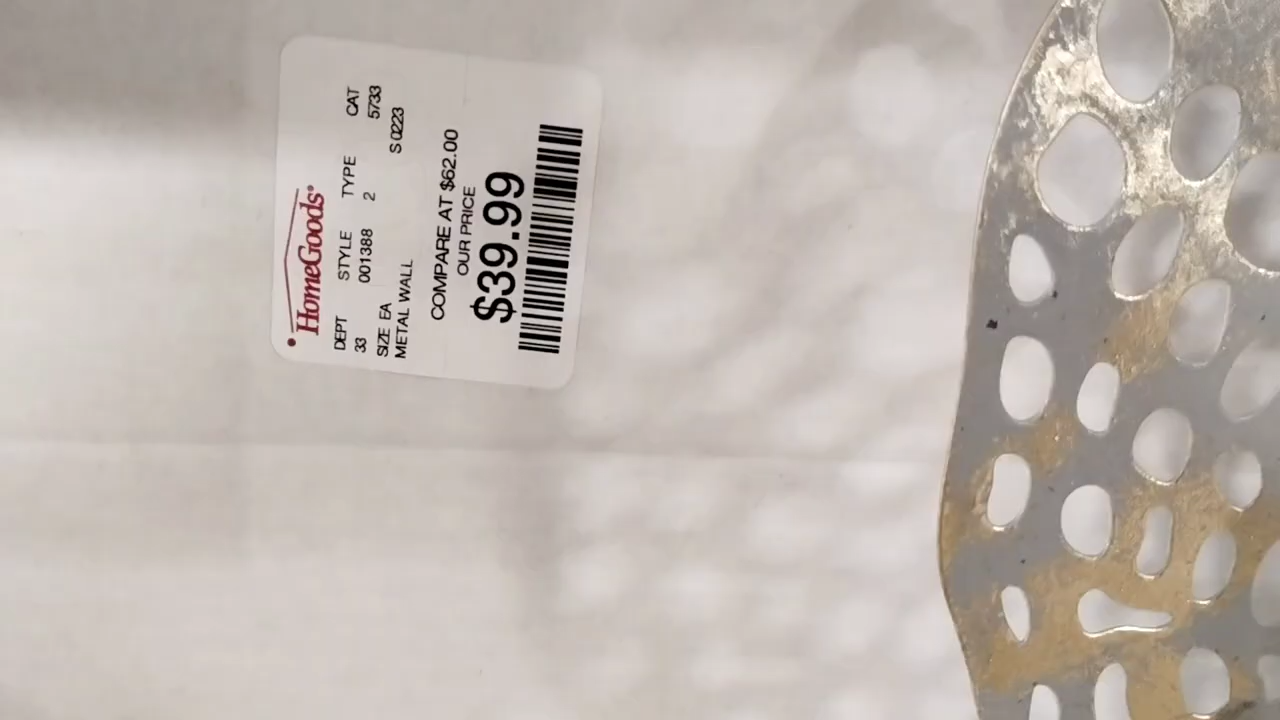 HomeGoods®
DEPT STYLE TYPE CAT
33 001388 2 5733
SIZE EA S 0223
METAL WALL
COMPARE AT $62.00
OUR PRICE
$39.99